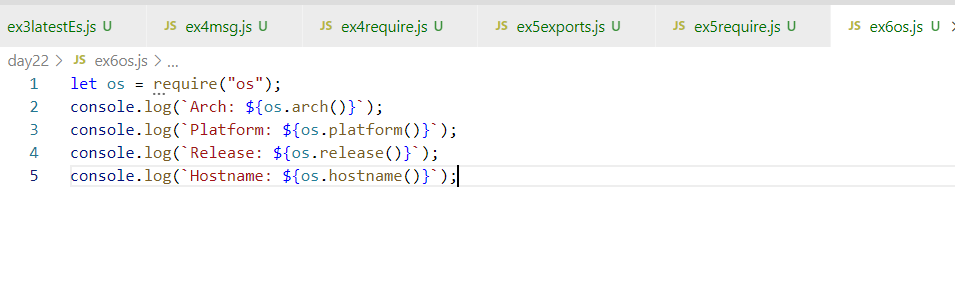 ex3latestEs.js U JS ex4msg.js U JS ex4require.js U JS ex5exports.js U JS ex5require.js U JS ex6os.js U
day22 > JS ex6os.js > ...
1 let os = require("os");
2 console.log(`Arch: ${os.arch()}`);
3 console.log(`Platform: ${os.platform()}`);
4 console.log(`Release: ${os.release()}`);
5 console.log(`Hostname: ${os.hostname()}`);